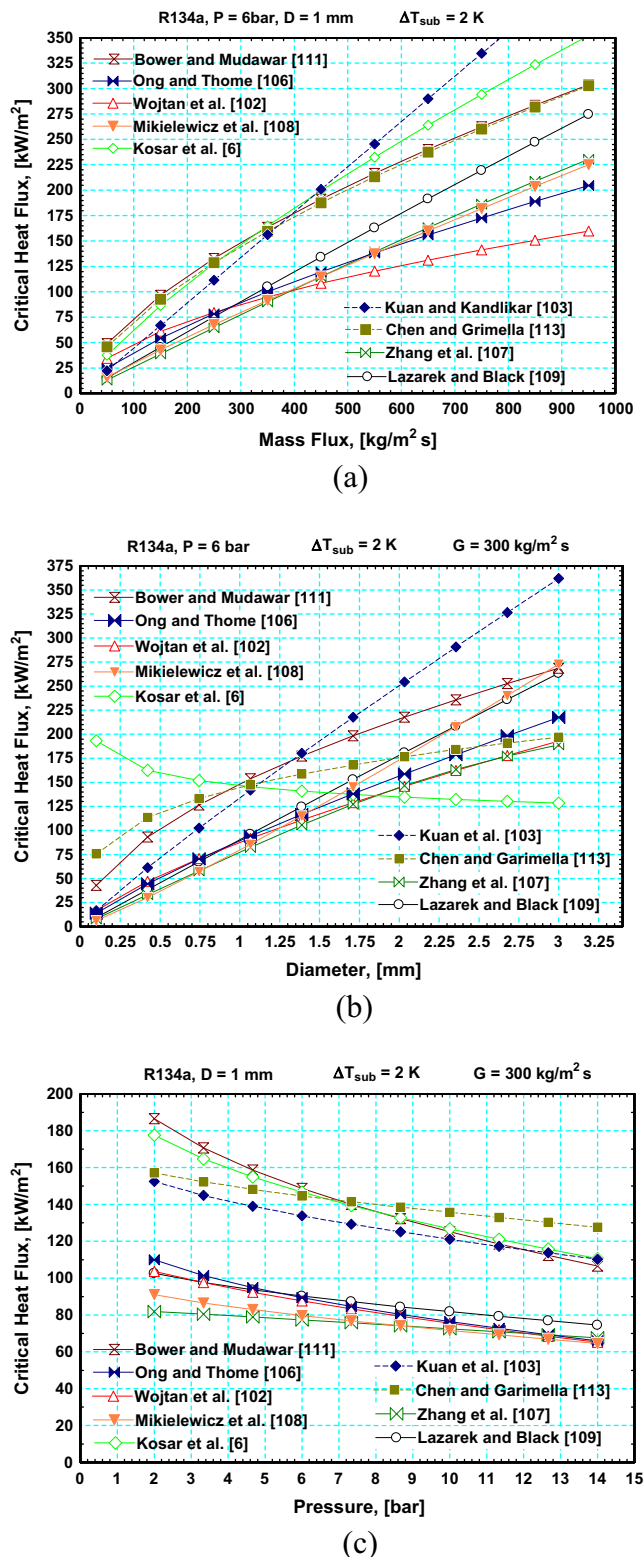 R134a, P = 6bar, D = 1 mm ΔTsub = 2 K
350
325
300
275
250
225
200
175
150
125
100
75
50
25
0
Critical Heat Flux, [kW/m²]
Bower and Mudawar [111]
Ong and Thome [106]
Wojtan et al. [102]
Mikielewicz et al. [108]
Kosar et al. [6]
Kuan and Kandlikar [103]
Chen and Grimella [113]
Zhang et al. [107]
Lazarek and Black [109]
0 100 200 300 400 500 600 700 800 900 1000
Mass Flux, [kg/m² s]
(a)
R134a, P = 6 bar ΔTsub = 2 K G = 300 kg/m² s
375
350
325
300
275
250
225
200
175
150
125
100
75
50
25
0
Critical Heat Flux, [kW/m²]
Bower and Mudawar [111]
Ong and Thome [106]
Wojtan et al. [102]
Mikielewicz et al. [108]
Kosar et al. [6]
Kuan et al. [103]
Chen and Garimella [113]
Zhang et al. [107]
Lazarek and Black [109]
0 0.25 0.5 0.75 1 1.25 1.5 1.75 2 2.25 2.5 2.75 3 3.25
Diameter, [mm]
(b)
R134a, D = 1 mm ΔTsub = 2 K G = 300 kg/m² s
200
180
160
140
120
100
80
60
40
20
0
Critical Heat Flux, [kW/m²]
Bower and Mudawar [111]
Ong and Thome [106]
Wojtan et al. [102]
Mikielewicz et al. [108]
Kosar et al. [6]
Kuan et al. [103]
Chen and Garimella [113]
Zhang et al. [107]
Lazarek and Black [109]
0 1 2 3 4 5 6 7 8 9 10 11 12 13 14 15
Pressure, [bar]
(c)